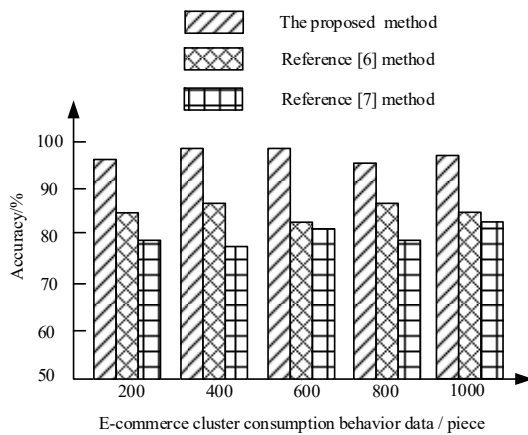 The proposed method
Reference [6] method
Reference [7] method
100
90
80
70
60
50
Accuracy/%
200 400 600 800 1000
E-commerce cluster consumption behavior data / piece